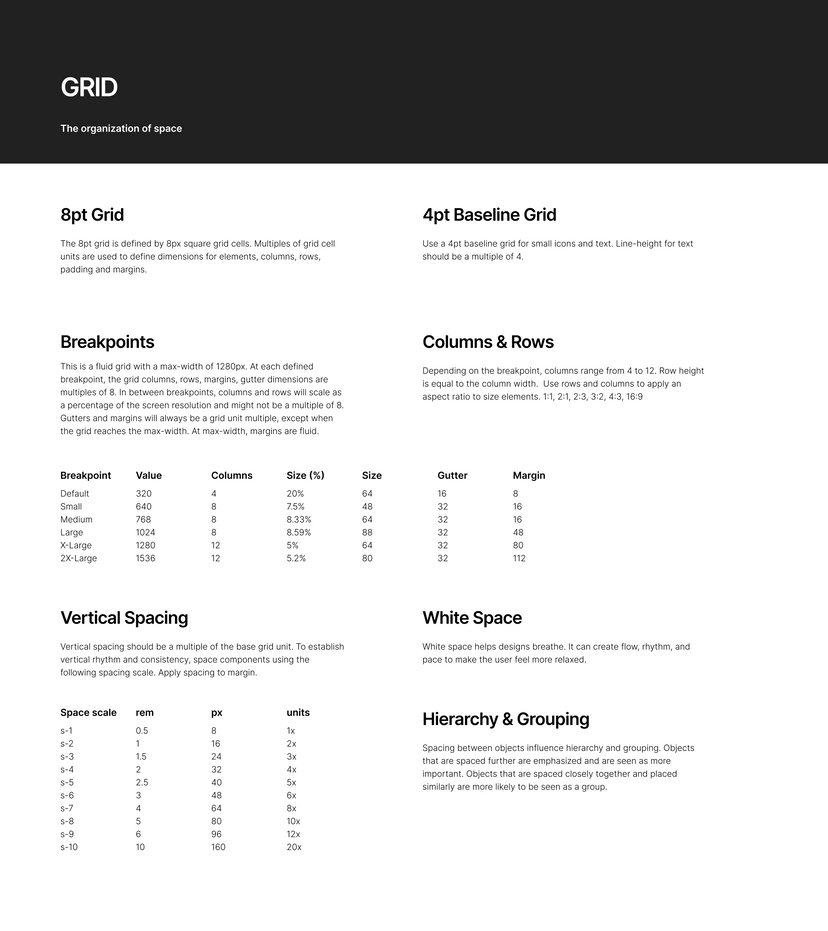 GRID
The organization of space
8pt Grid
The 8pt grid is defined by 8px square grid cells. Multiples of grid cell
units are used to define dimensions for elements, columns, rows,
padding and margins.
4pt Baseline Grid
Use a 4pt baseline grid for small icons and text. Line-height for text
should be a multiple of 4.
Breakpoints
This is a fluid grid with a max-width of 1280px. At each defined
breakpoint, the grid columns, rows, margins, gutter dimensions are
multiples of 8. In between breakpoints, columns and rows will scale as
a percentage of the screen resolution and might not be a multiple of 8.
Gutters and margins will always be a grid unit multiple, except when
the grid reaches the max-width. At max-width, margins are fluid.
Columns & Rows
Depending on the breakpoint, columns range from 4 to 12. Row height
is equal to the column width.  Use rows and columns to apply an
aspect ratio to size elements. 1:1, 2:1, 2:3, 3:2, 4:3, 16:9
Breakpoint Value Columns Size (%) Size Gutter Margin
Default 320 4 20% 64 16 8
Small 640 8 7.5% 48 32 16
Medium 768 8 8.33% 64 32 16
Large 1024 8 8.59% 88 32 48
X-Large 1280 12 5% 64 32 80
2X-Large 1536 12 5.2% 80 32 112
Vertical Spacing
Vertical spacing should be a multiple of the base grid unit. To establish
vertical rhythm and consistency, space components using the
following spacing scale. Apply spacing to margin.
Space scale rem px units
s-1 0.5 8 1x
s-2 1 16 2x
s-3 1.5 24 3x
s-4 2 32 4x
s-5 2.5 40 5x
s-6 3 48 6x
s-7 4 64 8x
s-8 5 80 10x
s-9 6 96 12x
s-10 10 160 20x
White Space
White space helps designs breathe. It can create flow, rhythm, and
pace to make the user feel more relaxed.
Hierarchy & Grouping
Spacing between objects influence hierarchy and grouping. Objects
that are spaced further are emphasized and are seen as more
important. Objects that are spaced closely together and placed
similarly are more likely to be seen as a group.